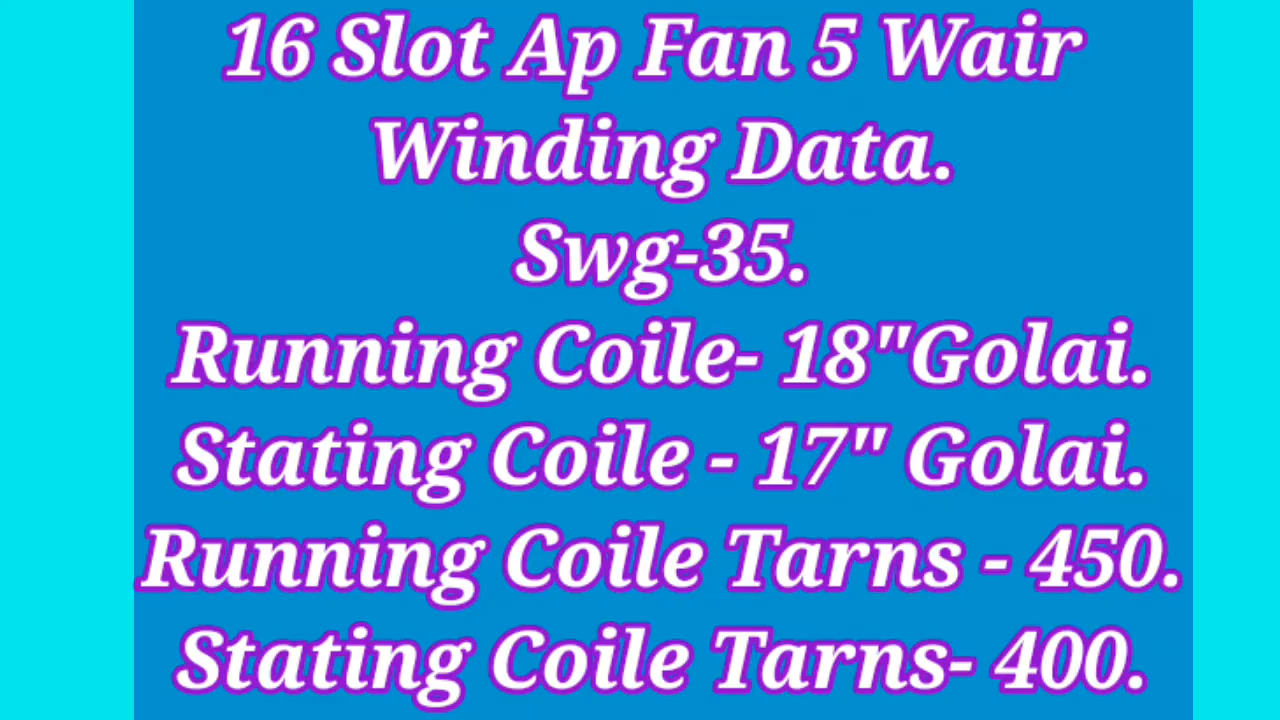 16 Slot Ap Fan 5 Wair
Winding Data.
Swg-35.
Running Coile- 18"Golai.
Stating Coile - 17" Golai.
Running Coile Tarns - 450.
Stating Coile Tarns- 400.